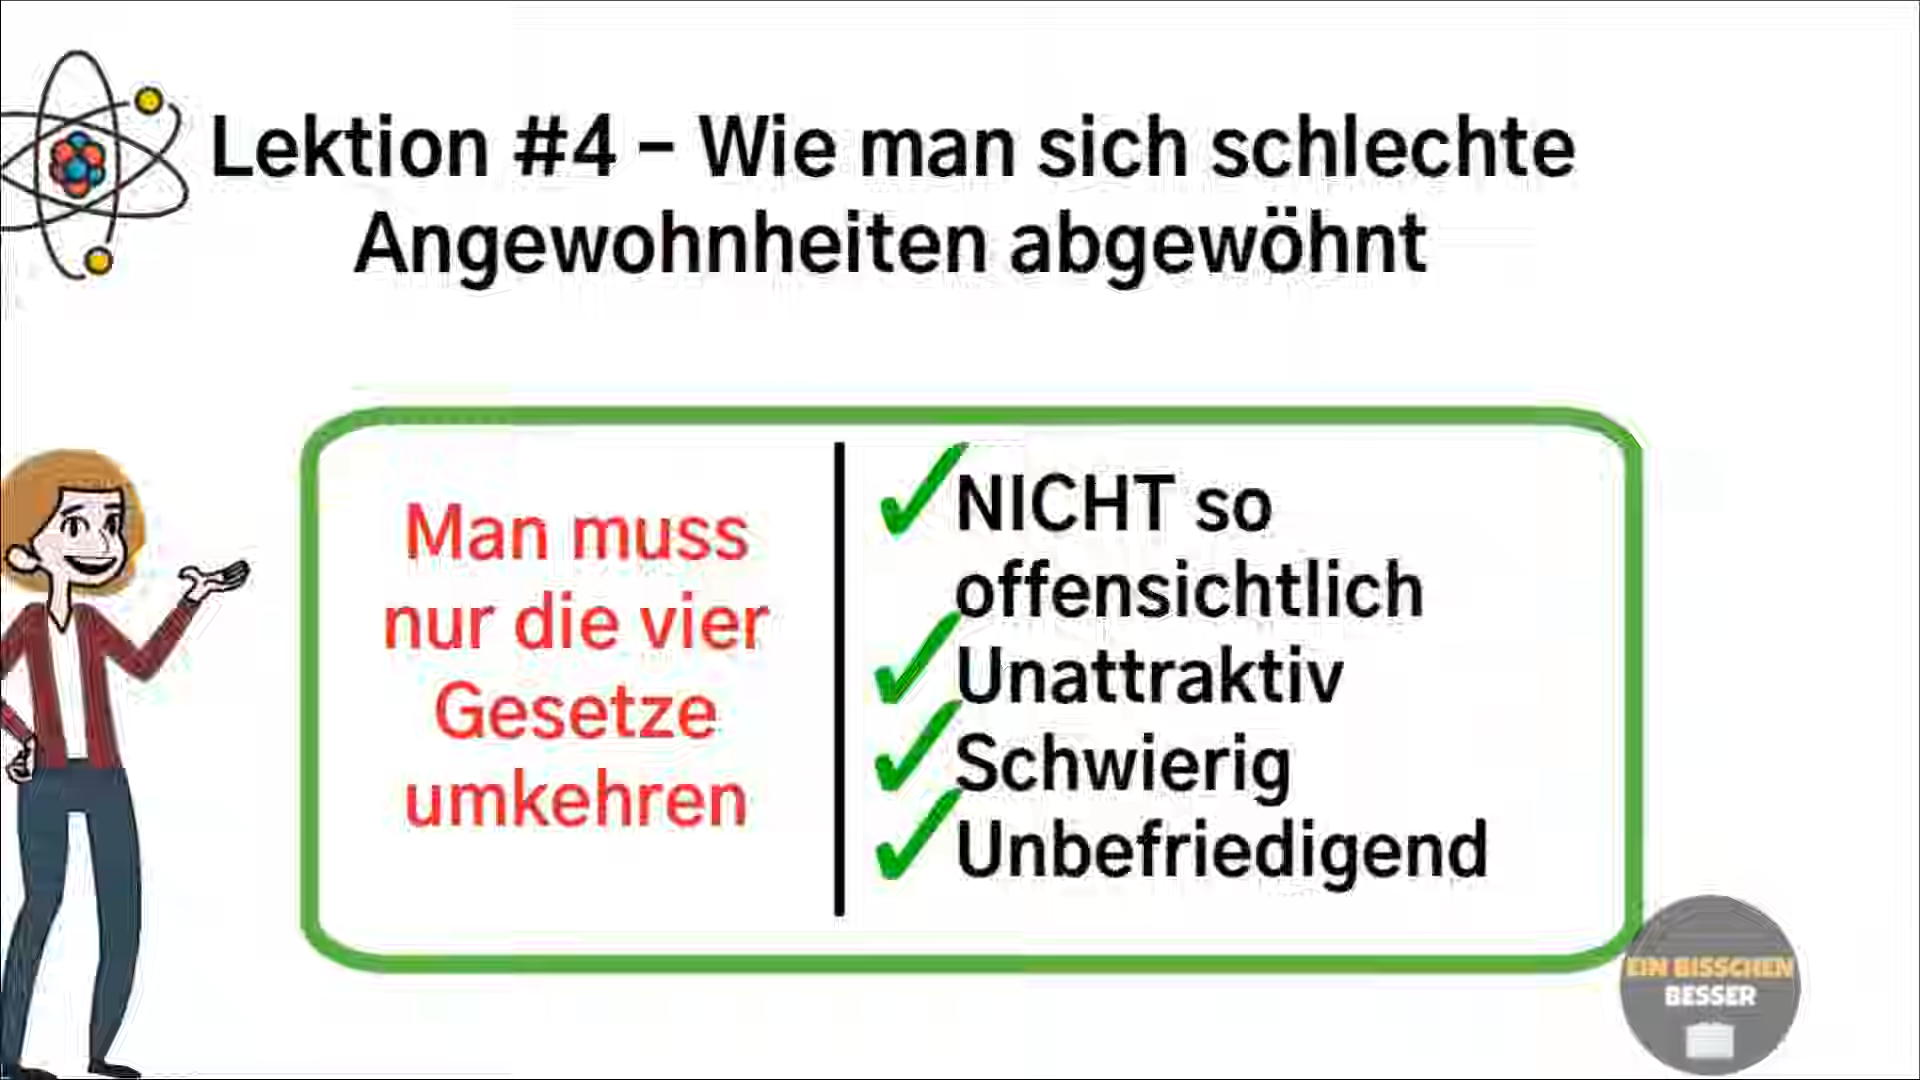 Lektion #4 – Wie man sich schlechte
Angewohnheiten abgewöhnt
Man muss
nur die vier
Gesetze
umkehren
NICHT so
offensichtlich
Unattraktiv
Schwierig
Unbefriedigend
EIN BISSCHEN
BESSER